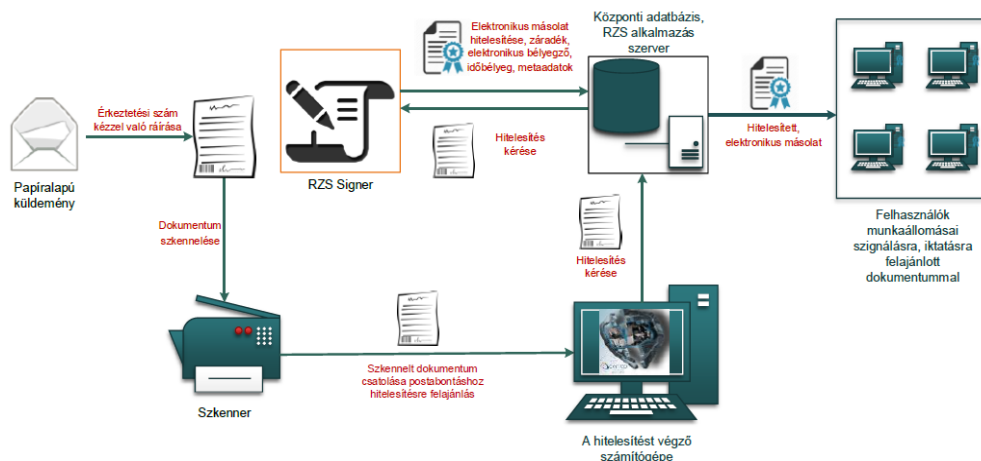 Elektronikus másolat
hitelesítése, záradék,
elektronikus bélyegző,
időbélyeg, metaadatok
Központi adatbázis,
RZS alkalmazás
szerver
Érkeztetési szám
kézzel való ráírása
Hitelesítés
kérése
Hitelesített,
elektronikus másolat
Papíralapú
küldemény
RZS Signer
Dokumentum
szkennelése
Hitelesítés
kérése
Felhasználók
munkaállomásai
szignálásra, iktatásra
felajánlott
dokumentummal
Szkennelt dokumentum
csatolása postabontáshoz
hitelesítésre felajánlás
Szkenner
A hitelesítést végző
számítógépe